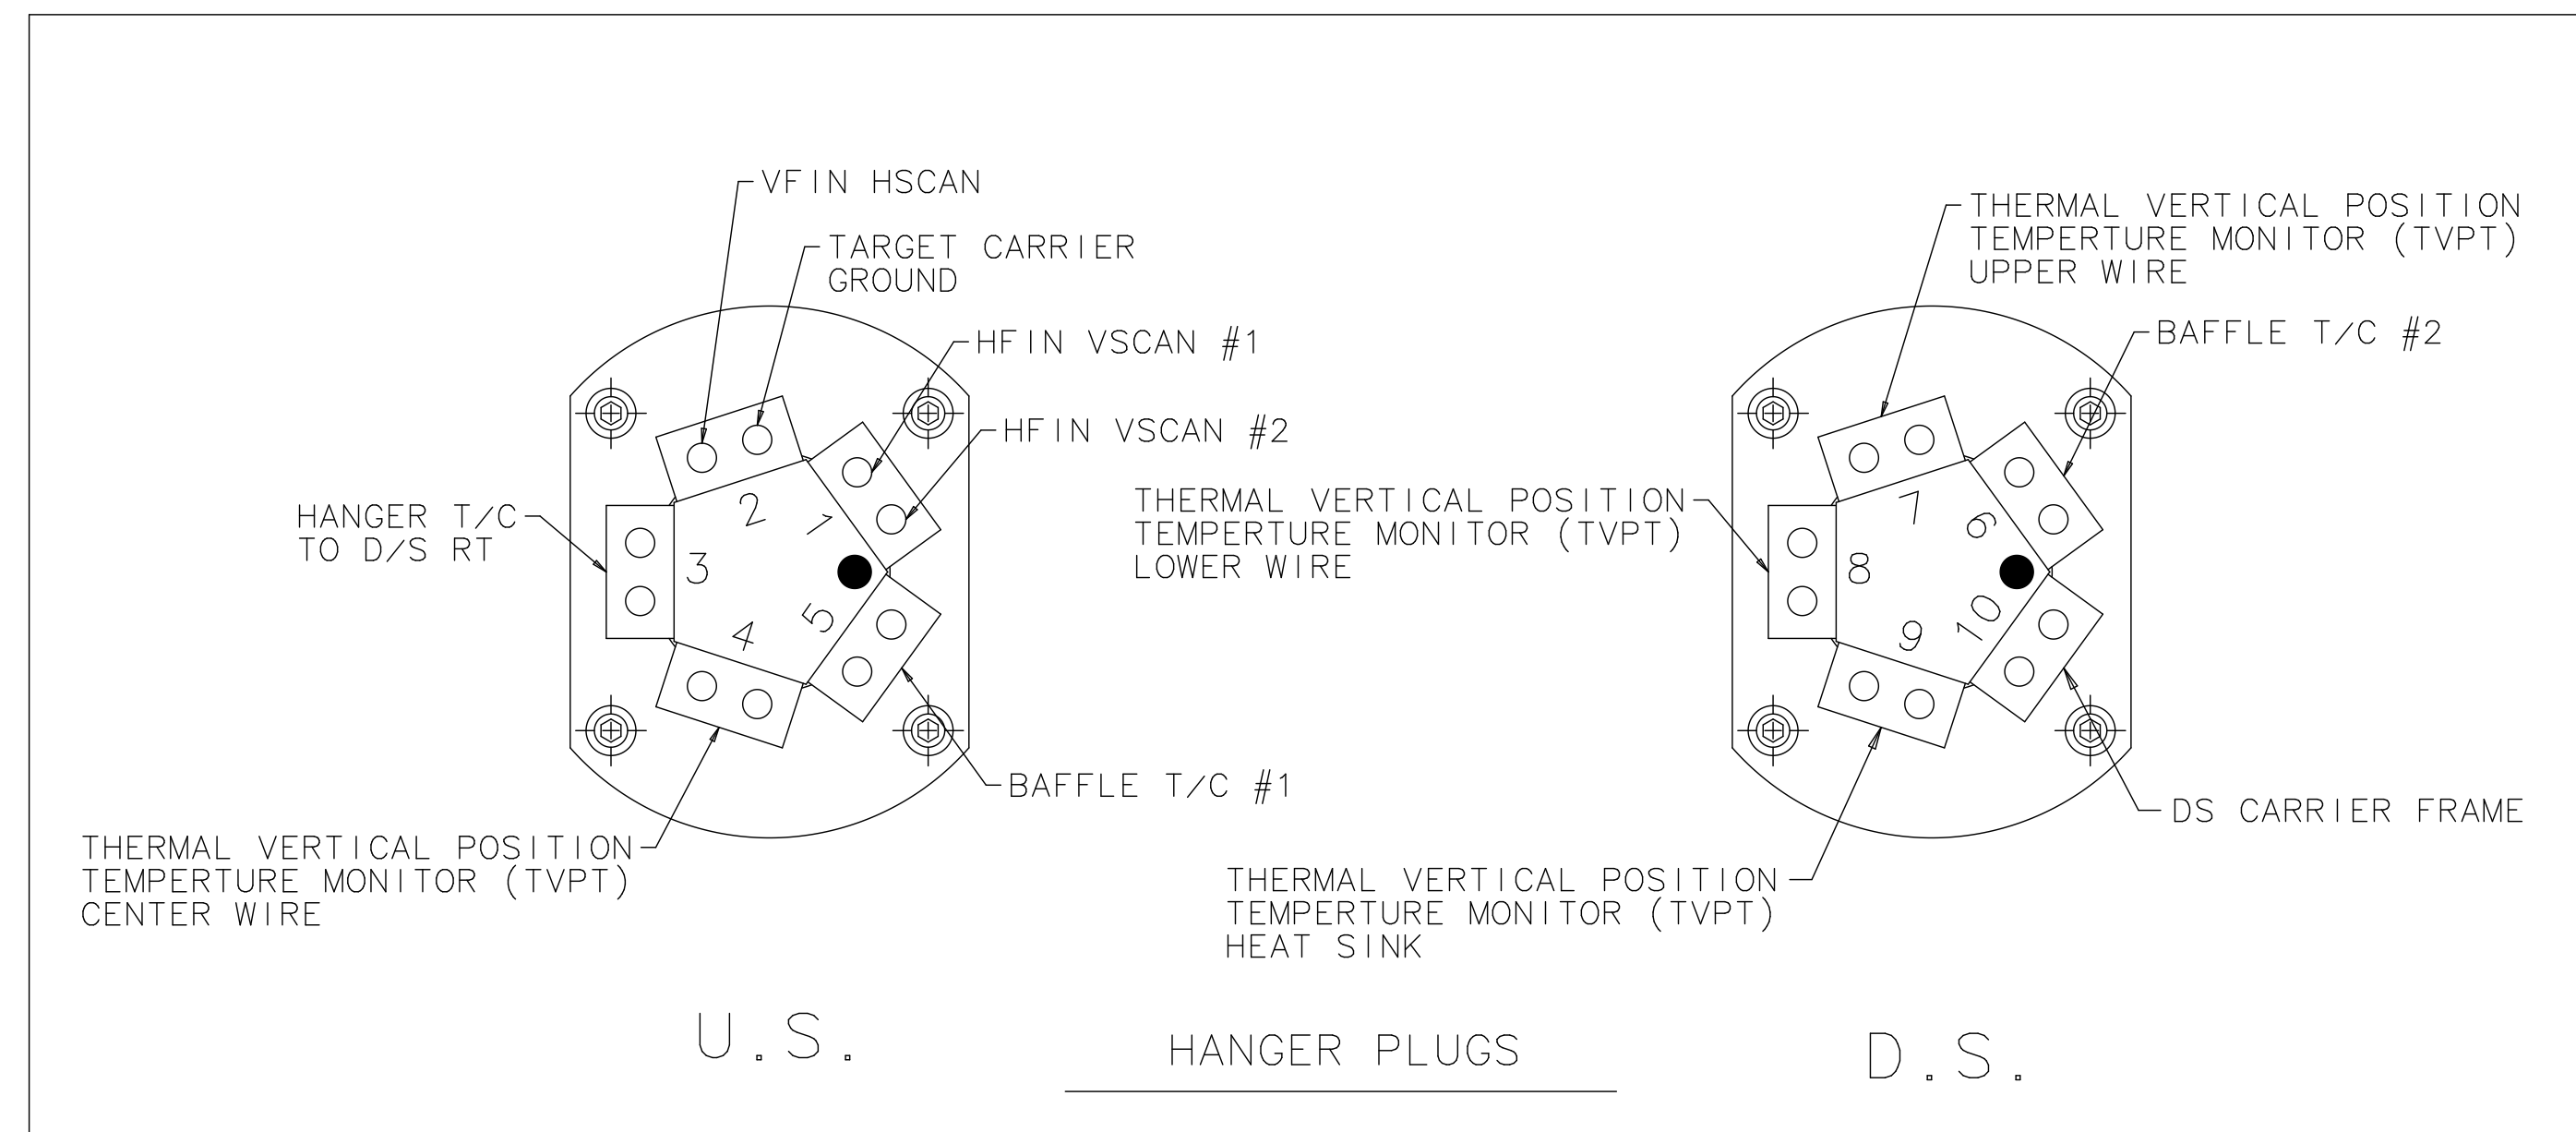 VFIN HSCAN
TARGET CARRIER
GROUND
HFIN VSCAN #1
HFIN VSCAN #2
HANGER T/C
TO D/S RT
2
1
3
4
5
BAFFLE T/C #1
THERMAL VERTICAL POSITION
TEMPERTURE MONITOR (TVPT)
CENTER WIRE
U.S.
THERMAL VERTICAL POSITION
TEMPERTURE MONITOR (TVPT)
UPPER WIRE
BAFFLE T/C #2
THERMAL VERTICAL POSITION
TEMPERTURE MONITOR (TVPT)
LOWER WIRE
7
6
8
9
10
DS CARRIER FRAME
THERMAL VERTICAL POSITION
TEMPERTURE MONITOR (TVPT)
HEAT SINK
D.S.
HANGER PLUGS